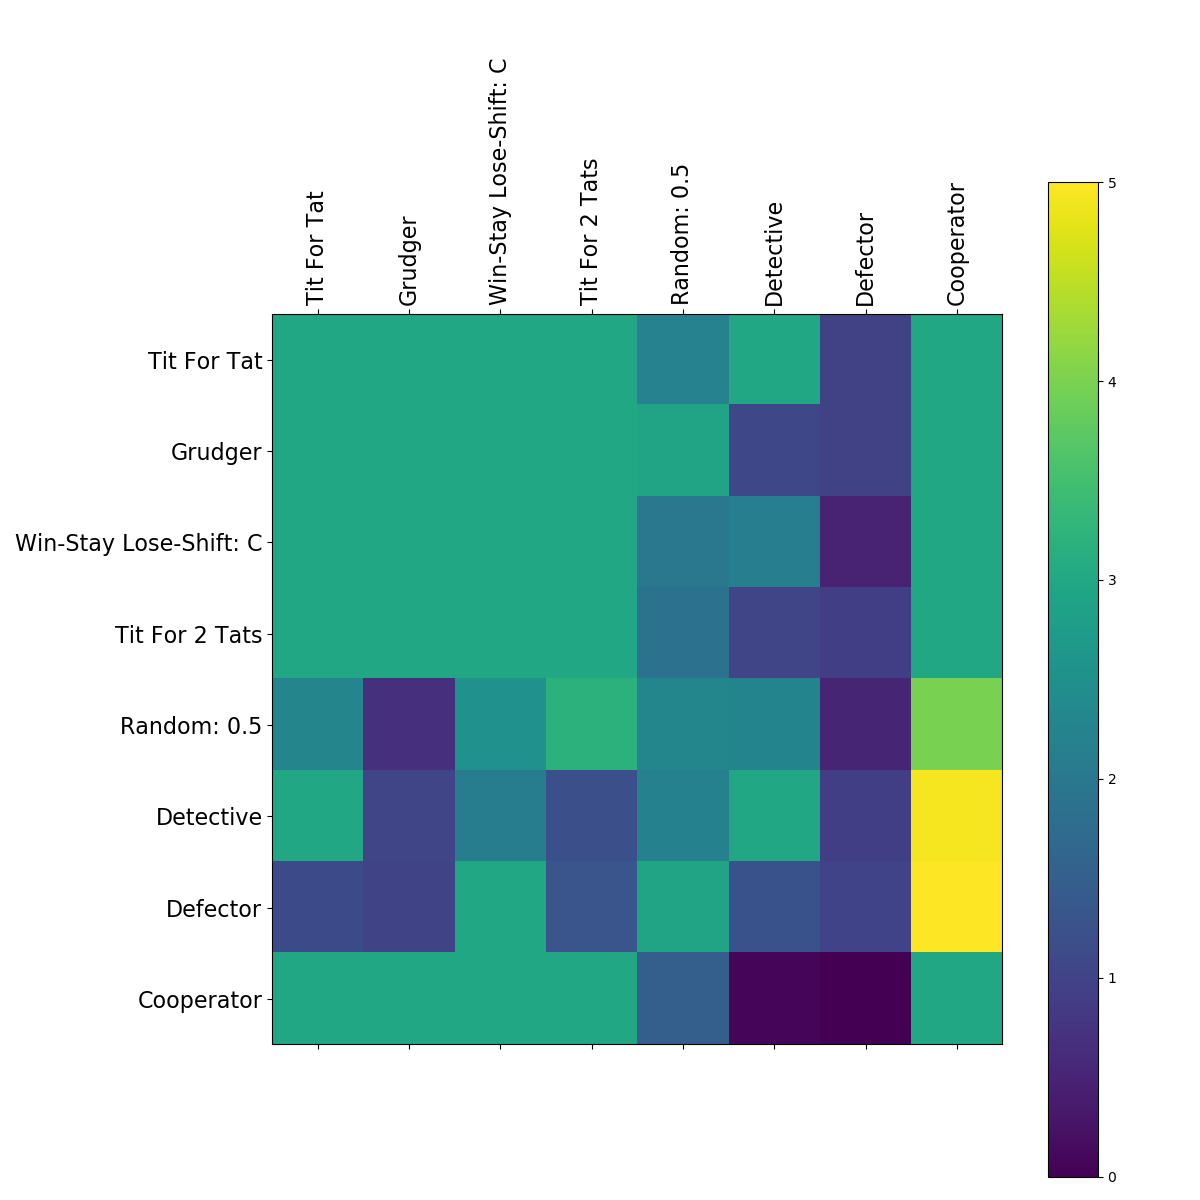 Tit For Tat
Grudger
Win-Stay Lose-Shift: C
Tit For 2 Tats
Random: 0.5
Detective
Defector
Cooperator
Tit For Tat
Grudger
Win-Stay Lose-Shift: C
Tit For 2 Tats
Random: 0.5
Detective
Defector
Cooperator
5
4
3
2
1
0